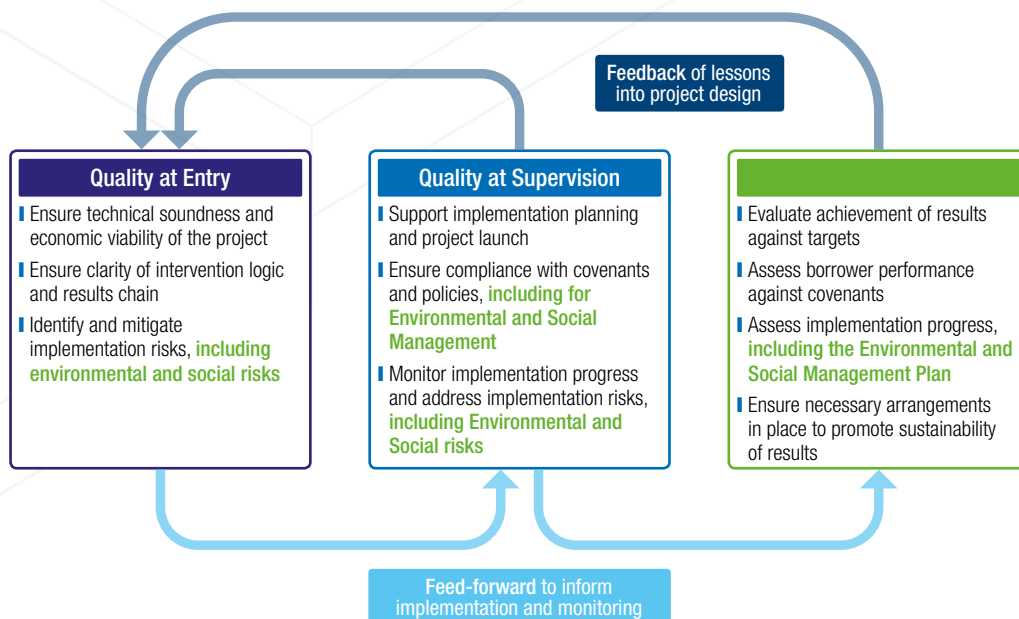 Feedback of lessons
into project design
Quality at Entry
Ensure technical soundness and
economic viability of the project
Ensure clarity of intervention logic
and results chain
Identify and mitigate
implementation risks, including
environmental and social risks
Quality at Supervision
Support implementation planning
and project launch
Ensure compliance with covenants
and policies, including for
Environmental and Social
Management
Monitor implementation progress
and address implementation risks,
including Environmental and
Social risks
Evaluate achievement of results
against targets
Assess borrower performance
against covenants
Assess implementation progress,
including the Environmental and
Social Management Plan
Ensure necessary arrangements
in place to promote sustainability
of results
Feed-forward to inform
implementation and monitoring